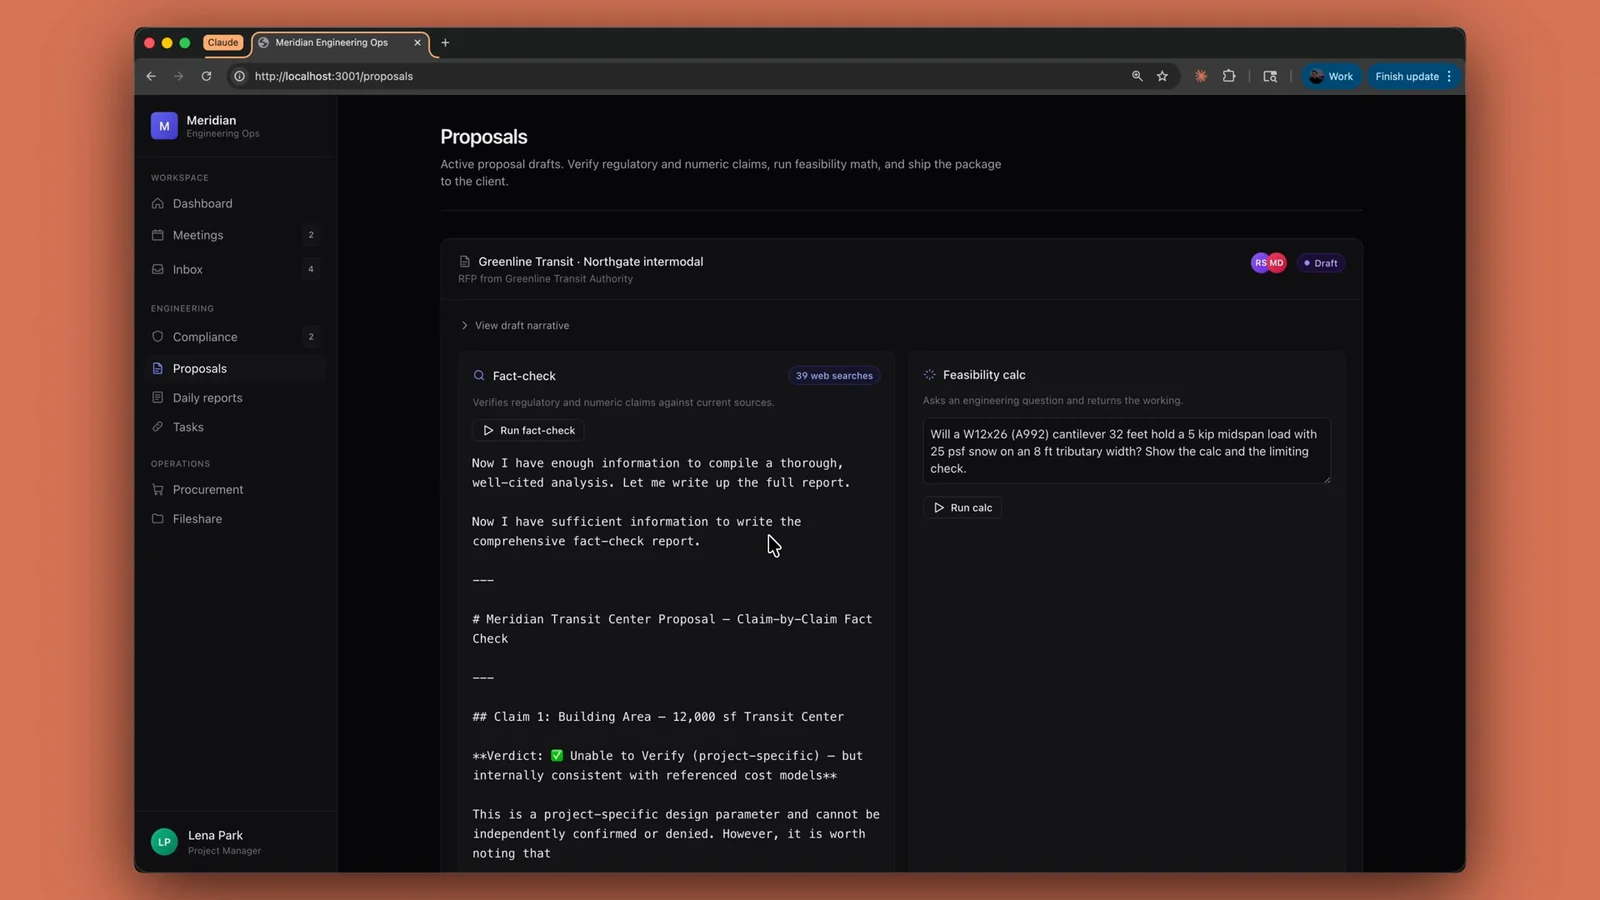 Claude
Meridian Engineering Ops
http://localhost:3001/proposals
Work
Finish update
M
Meridian
Engineering Ops
WORKSPACE
Dashboard
Meetings
2
Inbox
4
ENGINEERING
Compliance
2
Proposals
Daily reports
Tasks
OPERATIONS
Procurement
Fileshare
LP
Lena Park
Project Manager
Proposals
Active proposal drafts. Verify regulatory and numeric claims, run feasibility math, and ship the package
to the client.
Greenline Transit · Northgate intermodal
RFP from Greenline Transit Authority
RS
MD
Draft
View draft narrative
Fact-check
39 web searches
Verifies regulatory and numeric claims against current sources.
Run fact-check
Now I have enough information to compile a thorough,
well-cited analysis. Let me write up the full report.
Now I have sufficient information to write the
comprehensive fact-check report.
---
# Meridian Transit Center Proposal — Claim-by-Claim Fact
Check
---
## Claim 1: Building Area — 12,000 sf Transit Center
**Verdict: ✅ Unable to Verify (project-specific) — but
internally consistent with referenced cost models**
This is a project-specific design parameter and cannot be
independently confirmed or denied. However, it is worth
noting that
Feasibility calc
Asks an engineering question and returns the working.
Will a W12x26 (A992) cantilever 32 feet hold a 5 kip midspan load with
25 psf snow on an 8 ft tributary width? Show the calc and the limiting
check.
Run calc